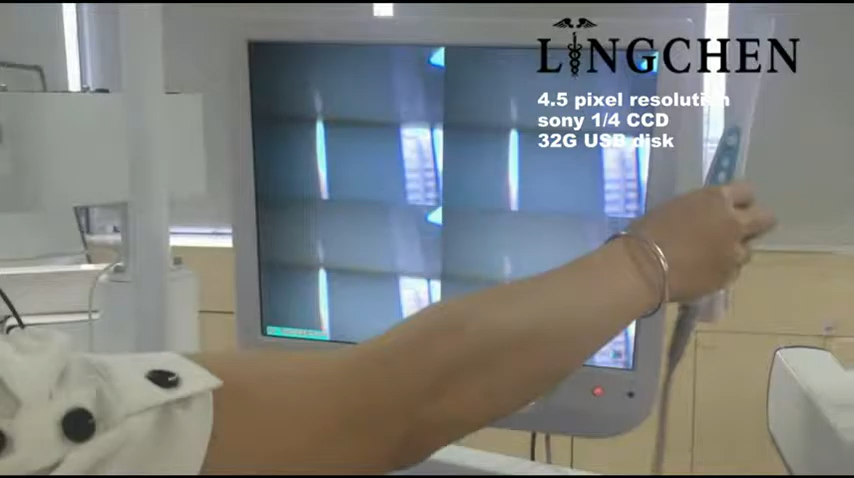 LINGCHEN
4.5 pixel resolution
sony 1/4 CCD
32G USB disk